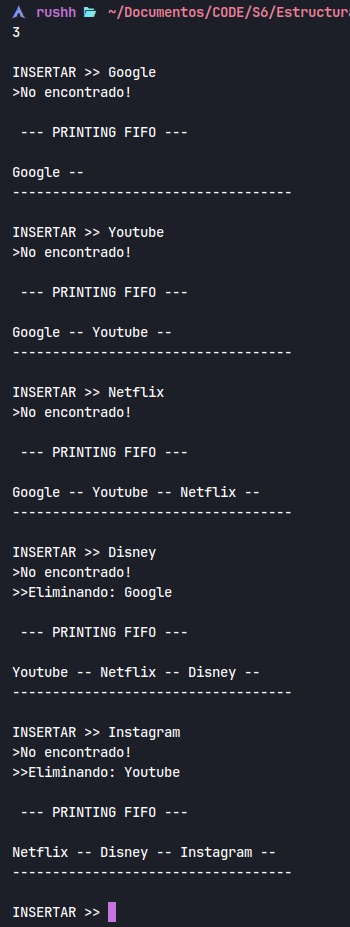 rushh ~/Documentos/CODE/S6/Estructura
3
INSERTAR >> Google
>No encontrado!
--- PRINTING FIFO ---
Google --
-----------------------------------
INSERTAR >> Youtube
>No encontrado!
--- PRINTING FIFO ---
Google -- Youtube --
-----------------------------------
INSERTAR >> Netflix
>No encontrado!
--- PRINTING FIFO ---
Google -- Youtube -- Netflix --
-----------------------------------
INSERTAR >> Disney
>No encontrado!
>>Eliminando: Google
--- PRINTING FIFO ---
Youtube -- Netflix -- Disney --
-----------------------------------
INSERTAR >> Instagram
>No encontrado!
>>Eliminando: Youtube
--- PRINTING FIFO ---
Netflix -- Disney -- Instagram --
-----------------------------------
INSERTAR >>